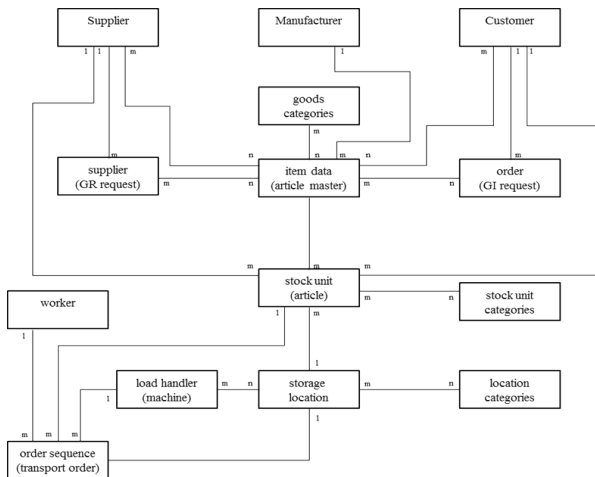 Supplier
Manufacturer
Customer
1 1 m
1
m 1 1
goods
categories
m
m
n
n m
n
m
supplier
(GR request)
m
n
item data
(article master)
m
n
order
(GI request)
m
m
m
stock unit
(article)
m
n
stock unit
categories
worker
1
1
m
1
load handler
(machine)
m
n
storage
location
m
n
location
categories
1
1
m m m
order sequence
(transport order)